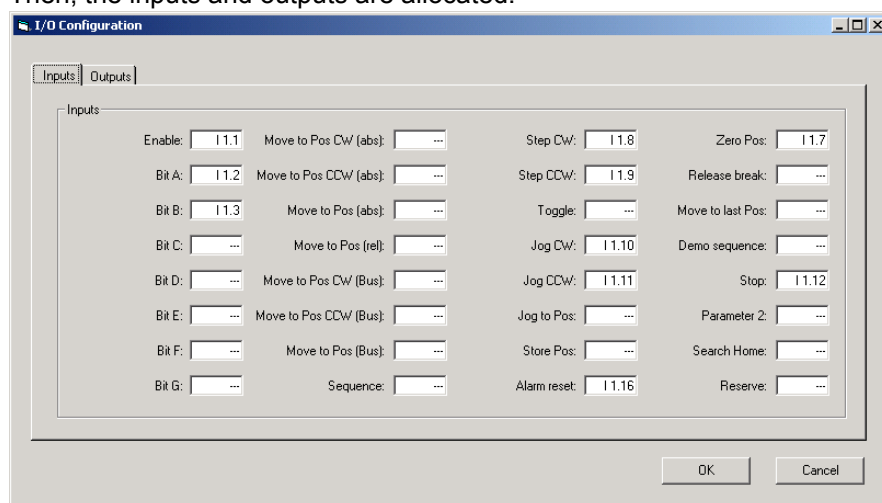 Then, the inputs and outputs are allocated.
I/O Configuration
Inputs Outputs
Inputs
Enable: I 1.1 Move to Pos CW (abs): --- Step CW: I 1.8 Zero Pos: I 1.7
Bit A: I 1.2 Move to Pos CCW (abs): --- Step CCW: I 1.9 Release break: ---
Bit B: I 1.3 Move to Pos (abs): --- Toggle: --- Move to last Pos: ---
Bit C: --- Move to Pos (rel): --- Jog CW: I 1.10 Demo sequence: ---
Bit D: --- Move to Pos CW (Bus): --- Jog CCW: I 1.11 Stop: I 1.12
Bit E: --- Move to Pos CCW (Bus): --- Jog to Pos: --- Parameter 2: ---
Bit F: --- Move to Pos (Bus): --- Store Pos: --- Search Home: ---
Bit G: --- Sequence: --- Alarm reset: I 1.16 Reserve: ---
OK Cancel